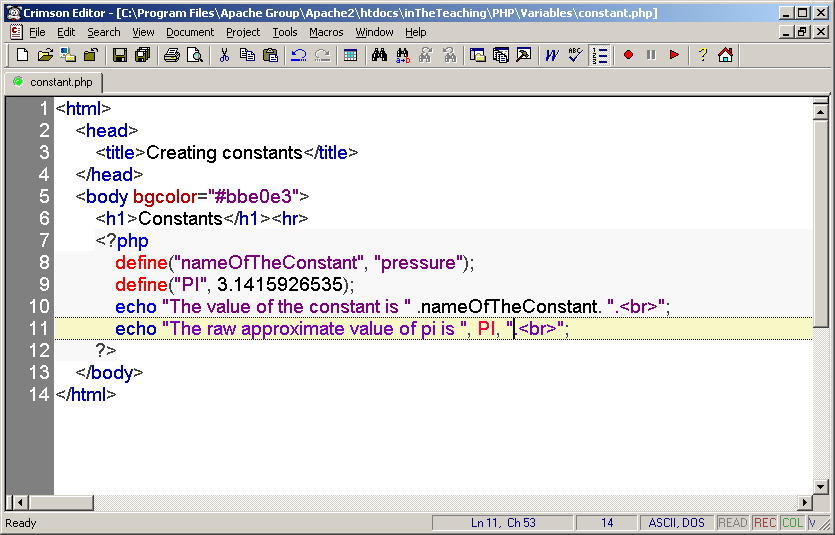 Crimson Editor - [C:\Program Files\Apache Group\Apache2\htdocs\inTheTeaching\PHP\Variables\constant.php]
File Edit Search View Document Project Tools Macros Window Help
constant.php
1 <html>
2 <head>
3 <title>Creating constants</title>
4 </head>
5 <body bgcolor="#bbe0e3">
6 <h1>Constants</h1><hr>
7 <?php
8 define("nameOfTheConstant", "pressure");
9 define("PI", 3.1415926535);
10 echo "The value of the constant is " .nameOfTheConstant. ".<br>";
11 echo "The raw approximate value of pi is ", PI, ".<br>";
12 ?>
13 </body>
14 </html>
Ready Ln 11, Ch 53 14 ASCII, DOS READ REC COL